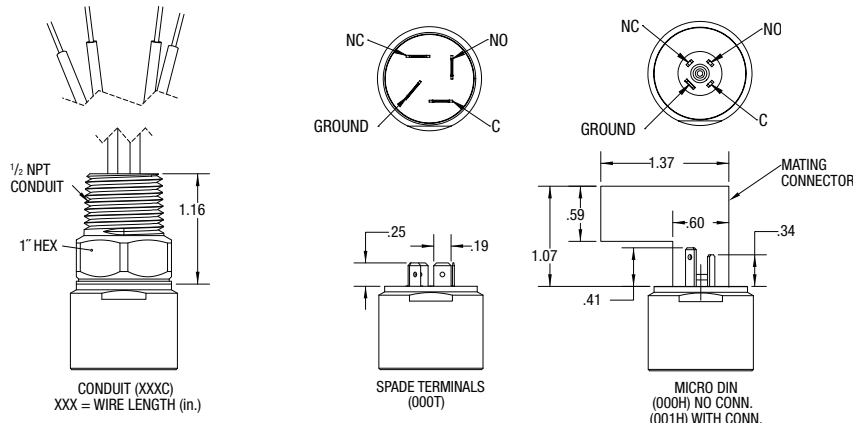 NC
NO
GROUND
C
NC
NO
GROUND
C
1/2 NPT
CONDUIT
1.16
1˝ HEX
.25
.19
1.37
MATING
CONNECTOR
.59
.60
1.07
.34
.41
CONDUIT (XXXC)
XXX = WIRE LENGTH (in.)
SPADE TERMINALS
(000T)
MICRO DIN
(000H) NO CONN.
(001H) WITH CONN.